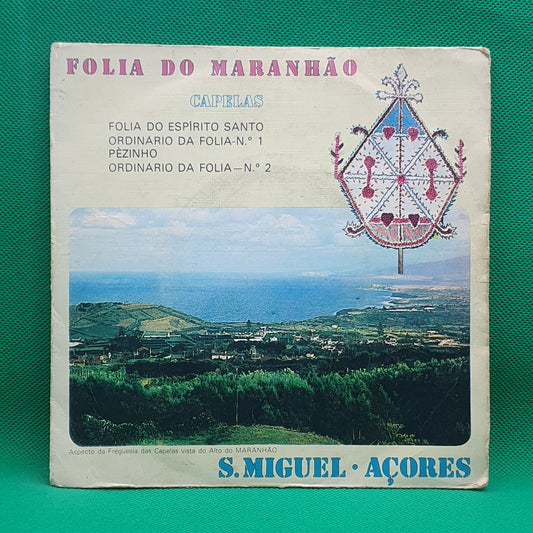 FOLIA DO MARANHÃO
CAPELAS
FOLIA DO ESPÍRITO SANTO
ORDINÁRIO DA FOLIA-N.º 1
PÈZINHO
ORDINÁRIO DA FOLIA—N.º 2
Aspecto da Freguesia das Capelas vista do Alto do MARANHÃO
S. MIGUEL · AÇORES